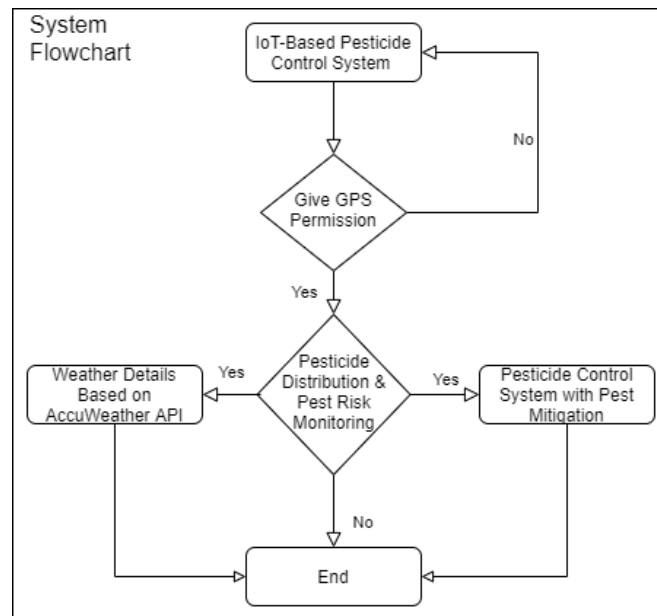 System
Flowchart
IoT-Based Pesticide
Control System
No
Give GPS
Permission
Yes
Weather Details
Based on
AccuWeather API
Yes
Pesticide
Distribution &
Pest Risk
Monitoring
Yes
Pesticide Control
System with Pest
Mitigation
No
End